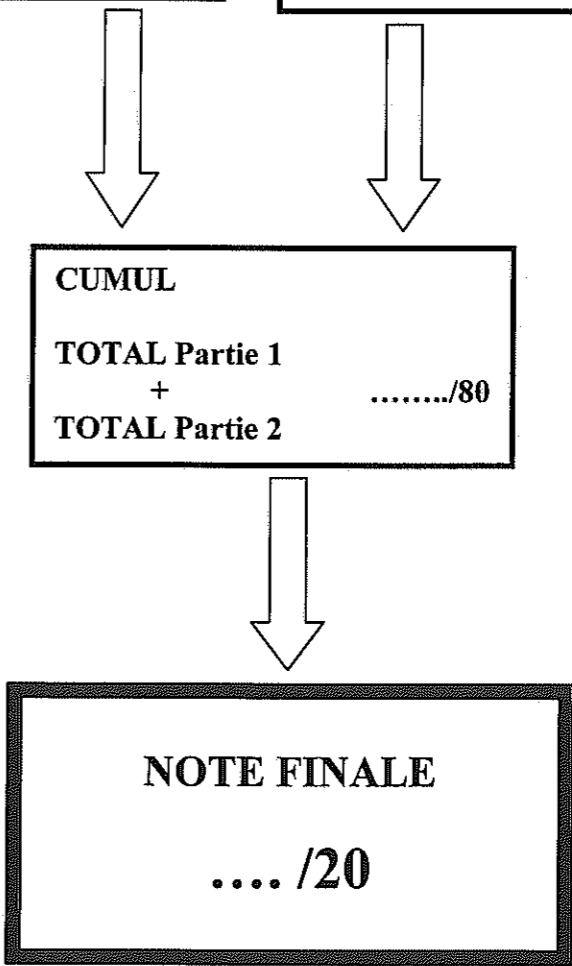 CUMUL
TOTAL Partie 1
+ ......../80
TOTAL Partie 2
NOTE FINALE
.... /20